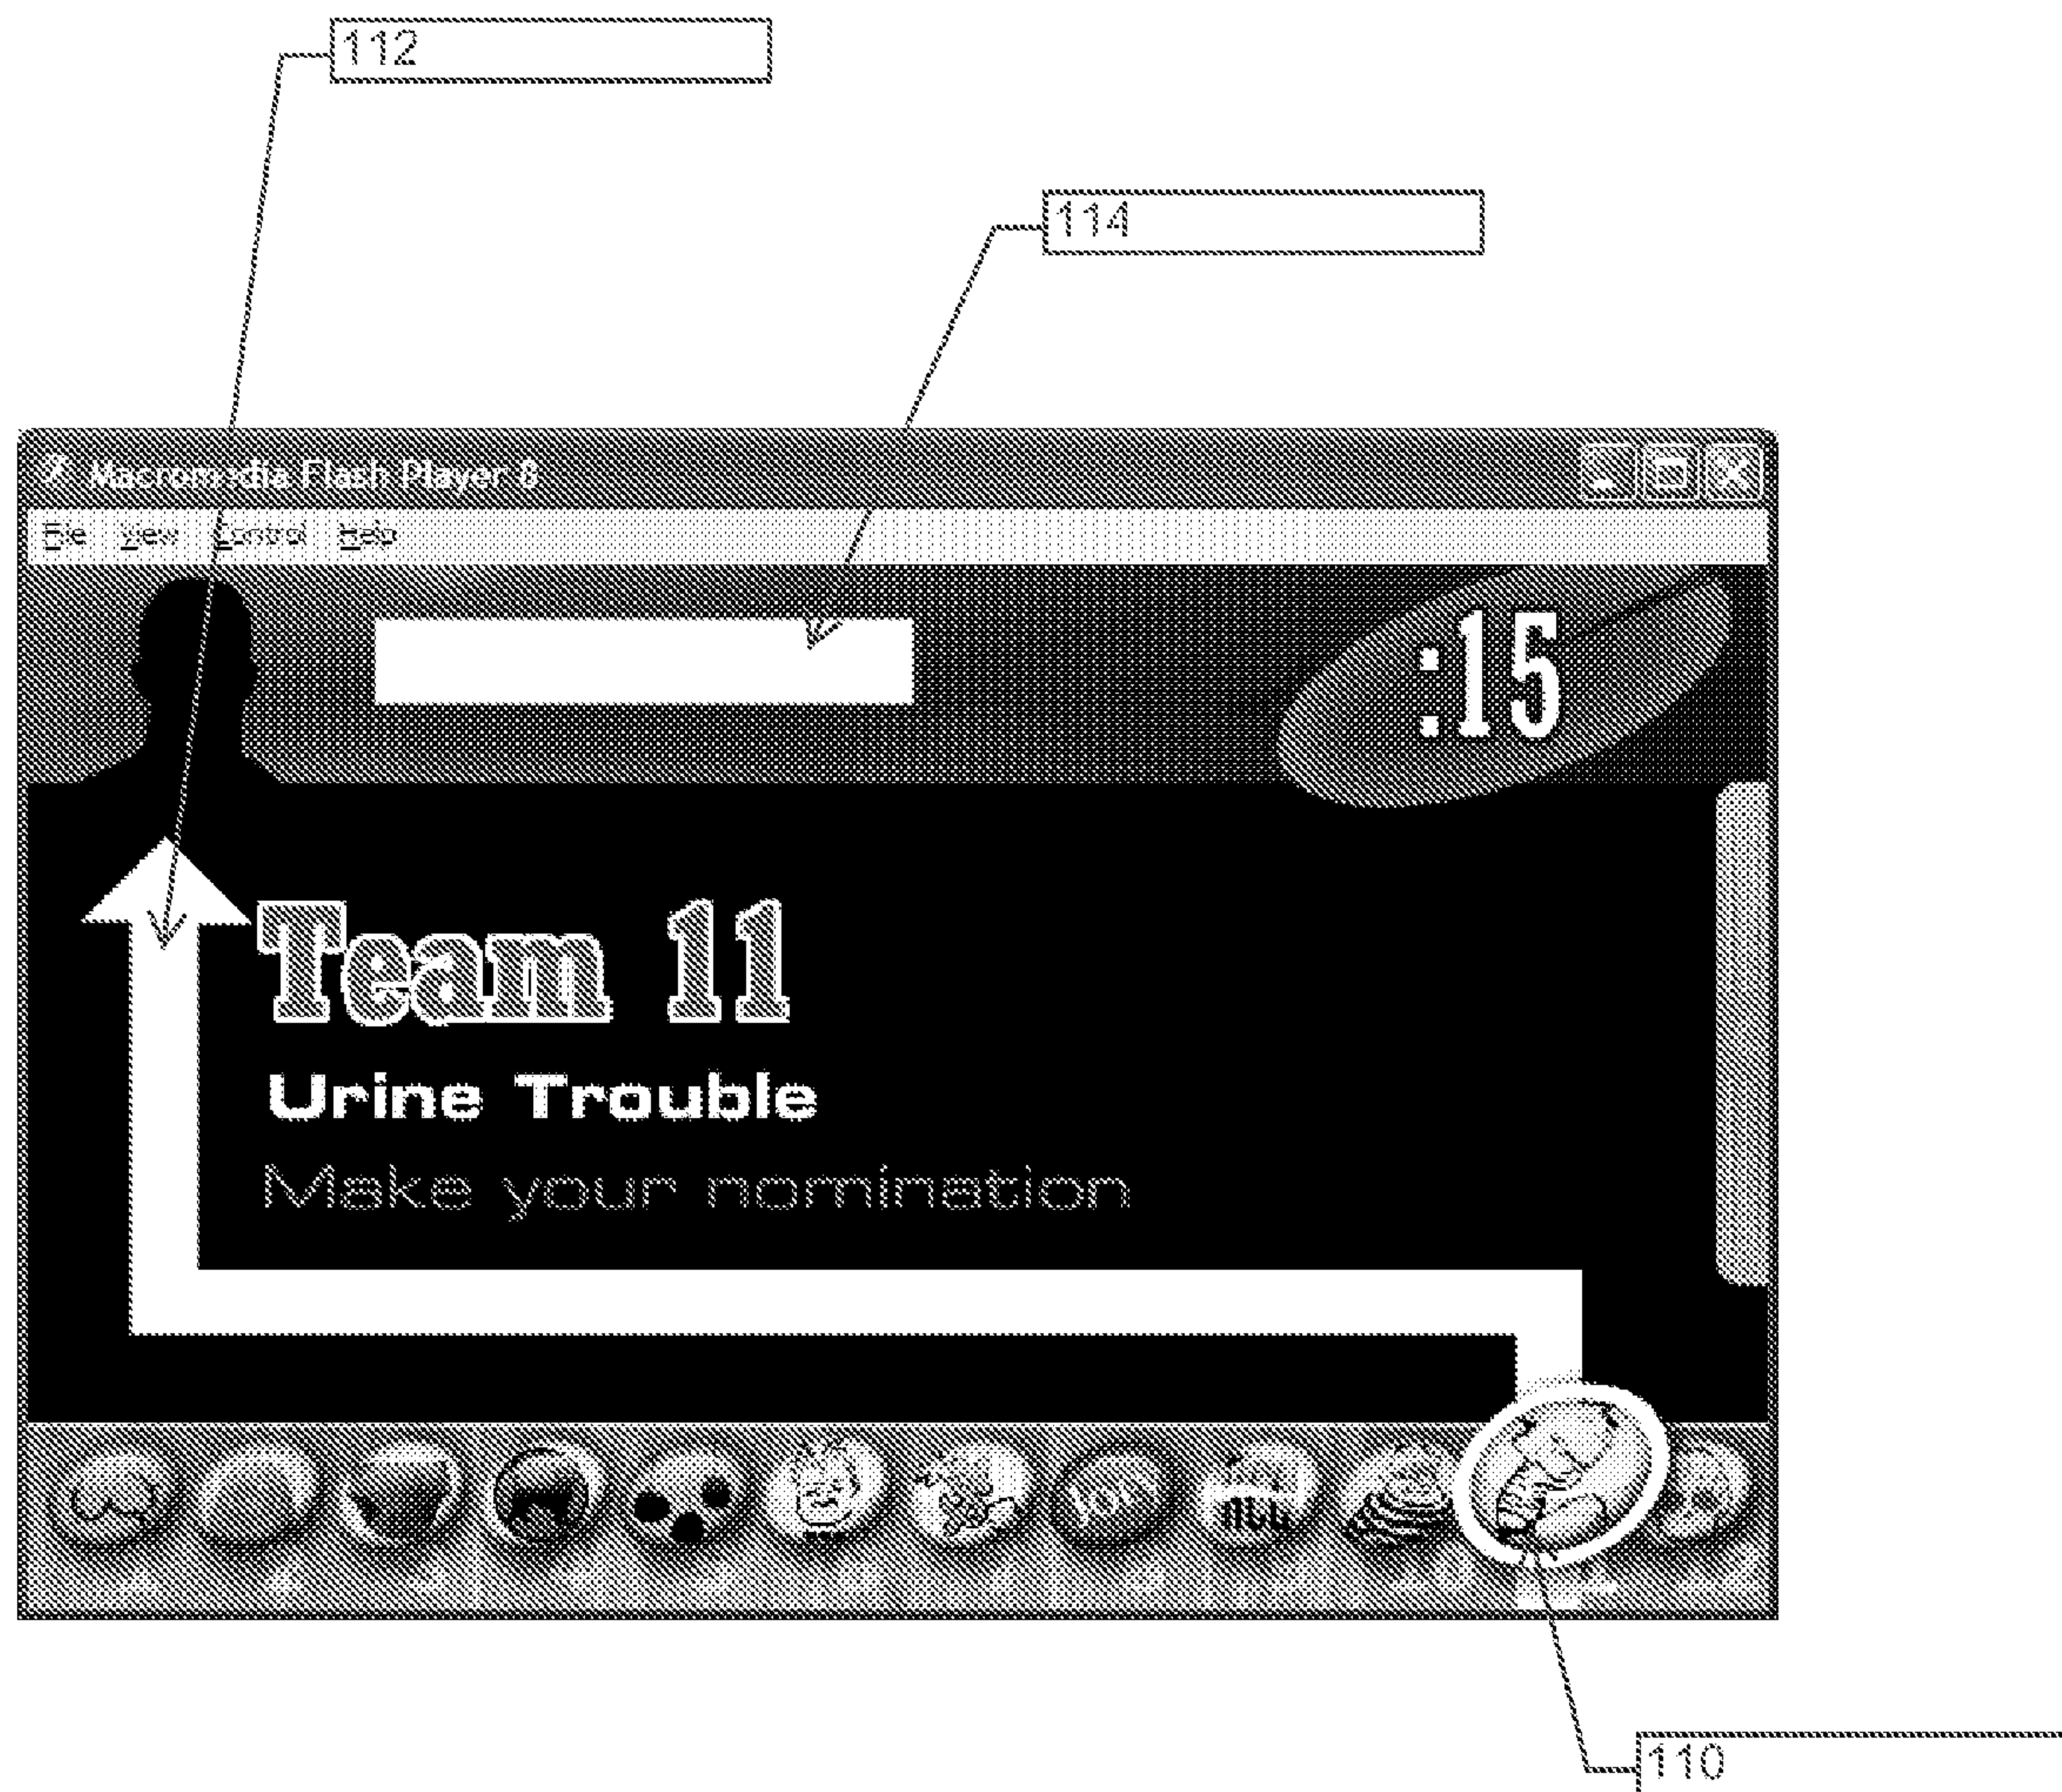 112
114
Macromedia Flash Player 8
File View Control Help
:15
Team 11
Urine Trouble
Make your nomination
110